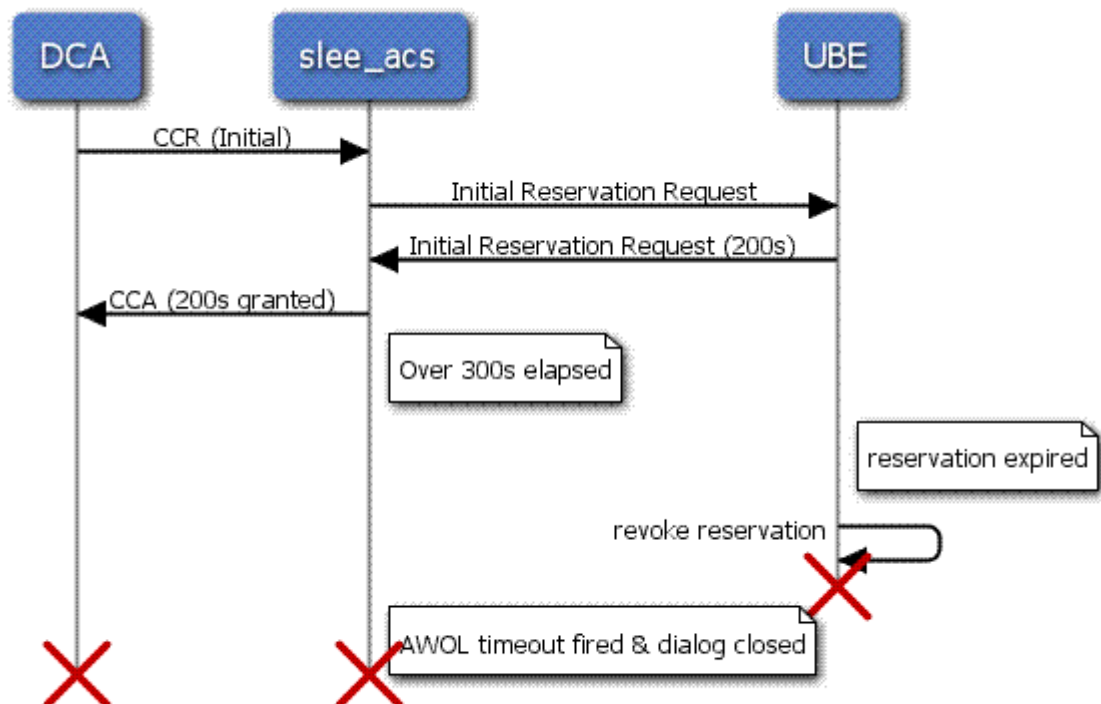 DCA
slee_acs
UBE
CCR (Initial)
Initial Reservation Request
Initial Reservation Request (200s)
CCA (200s granted)
Over 300s elapsed
reservation expired
revoke reservation
AWOL timeout fired & dialog closed